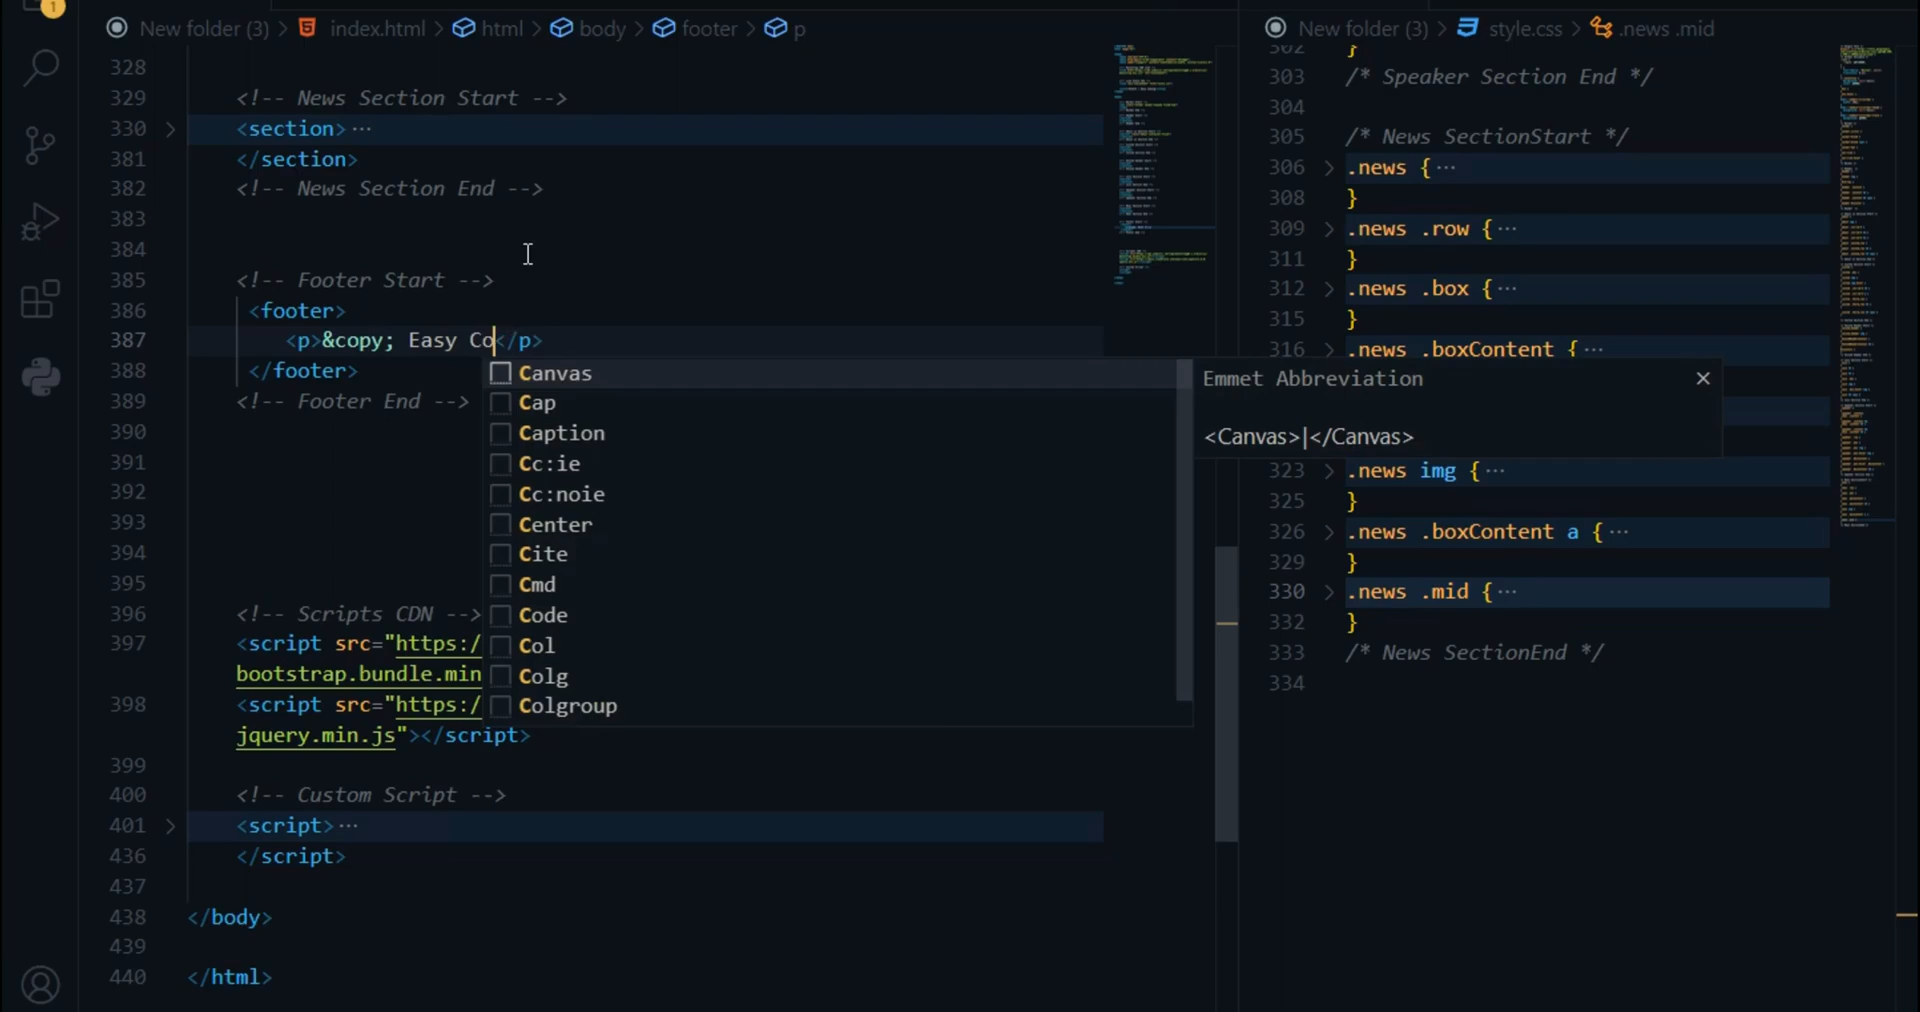 1
New folder (3) > index.html > html > body > footer > p
328
329 <!-- News Section Start -->
330 > <section> ···
381 </section>
382 <!-- News Section End -->
383
384
385 <!-- Footer Start -->
386 <footer>
387 <p>&copy; Easy Co</p>
388 </footer>
389 <!-- Footer End -->
390
391
392
393
394
395
396 <!-- Scripts CDN -->
397 <script src="https:/
bootstrap.bundle.min
398 <script src="https:/
jquery.min.js"></script>
399
400 <!-- Custom Script -->
401 > <script> ···
436 </script>
437
438 </body>
439
440 </html>
Canvas
Cap
Caption
Cc:ie
Cc:noie
Center
Cite
Cmd
Code
Col
Colg
Colgroup
Emmet Abbreviation
<Canvas>|</Canvas>
New folder (3) > style.css > .news .mid
302 }
303 /* Speaker Section End */
304
305 /* News SectionStart */
306 > .news { ···
308 }
309 > .news .row { ···
311 }
312 > .news .box { ···
315 }
316 > .news .boxContent { ···
323 > .news img { ···
325 }
326 > .news .boxContent a { ···
329 }
330 > .news .mid { ···
332 }
333 /* News SectionEnd */
334